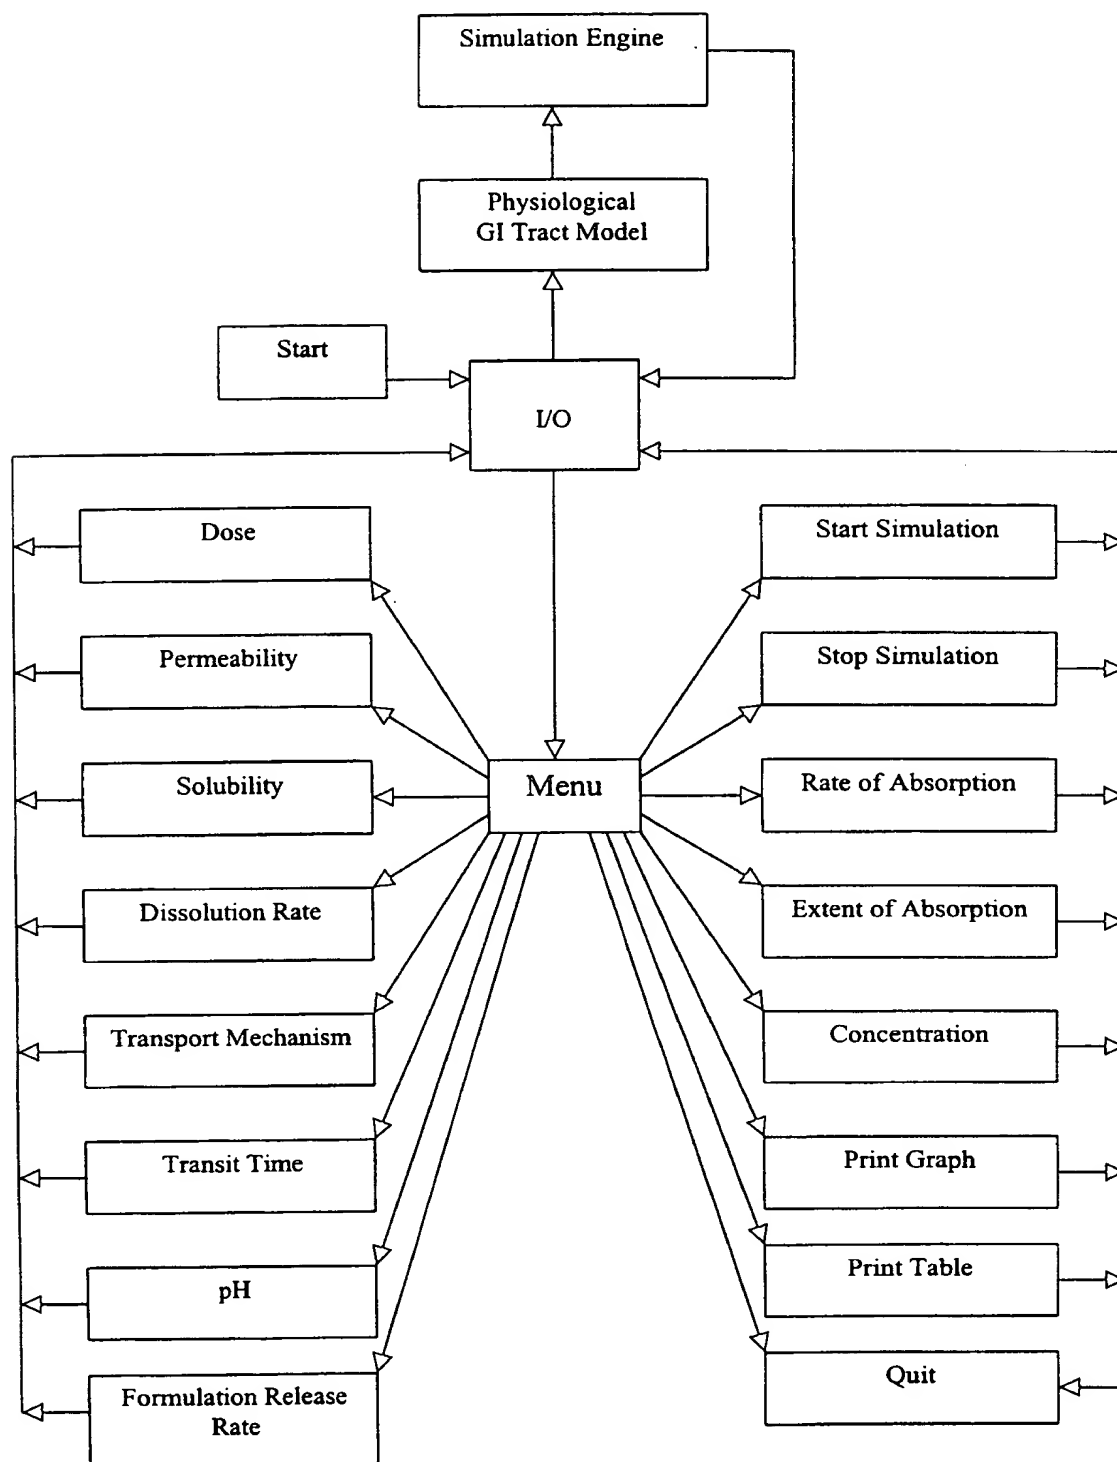 Simulation Engine
Physiological
GI Tract Model
Start
I/O
Dose
Start Simulation
Permeability
Stop Simulation
Solubility
Menu
Rate of Absorption
Dissolution Rate
Extent of Absorption
Transport Mechanism
Concentration
Transit Time
Print Graph
pH
Print Table
Formulation Release
Rate
Quit